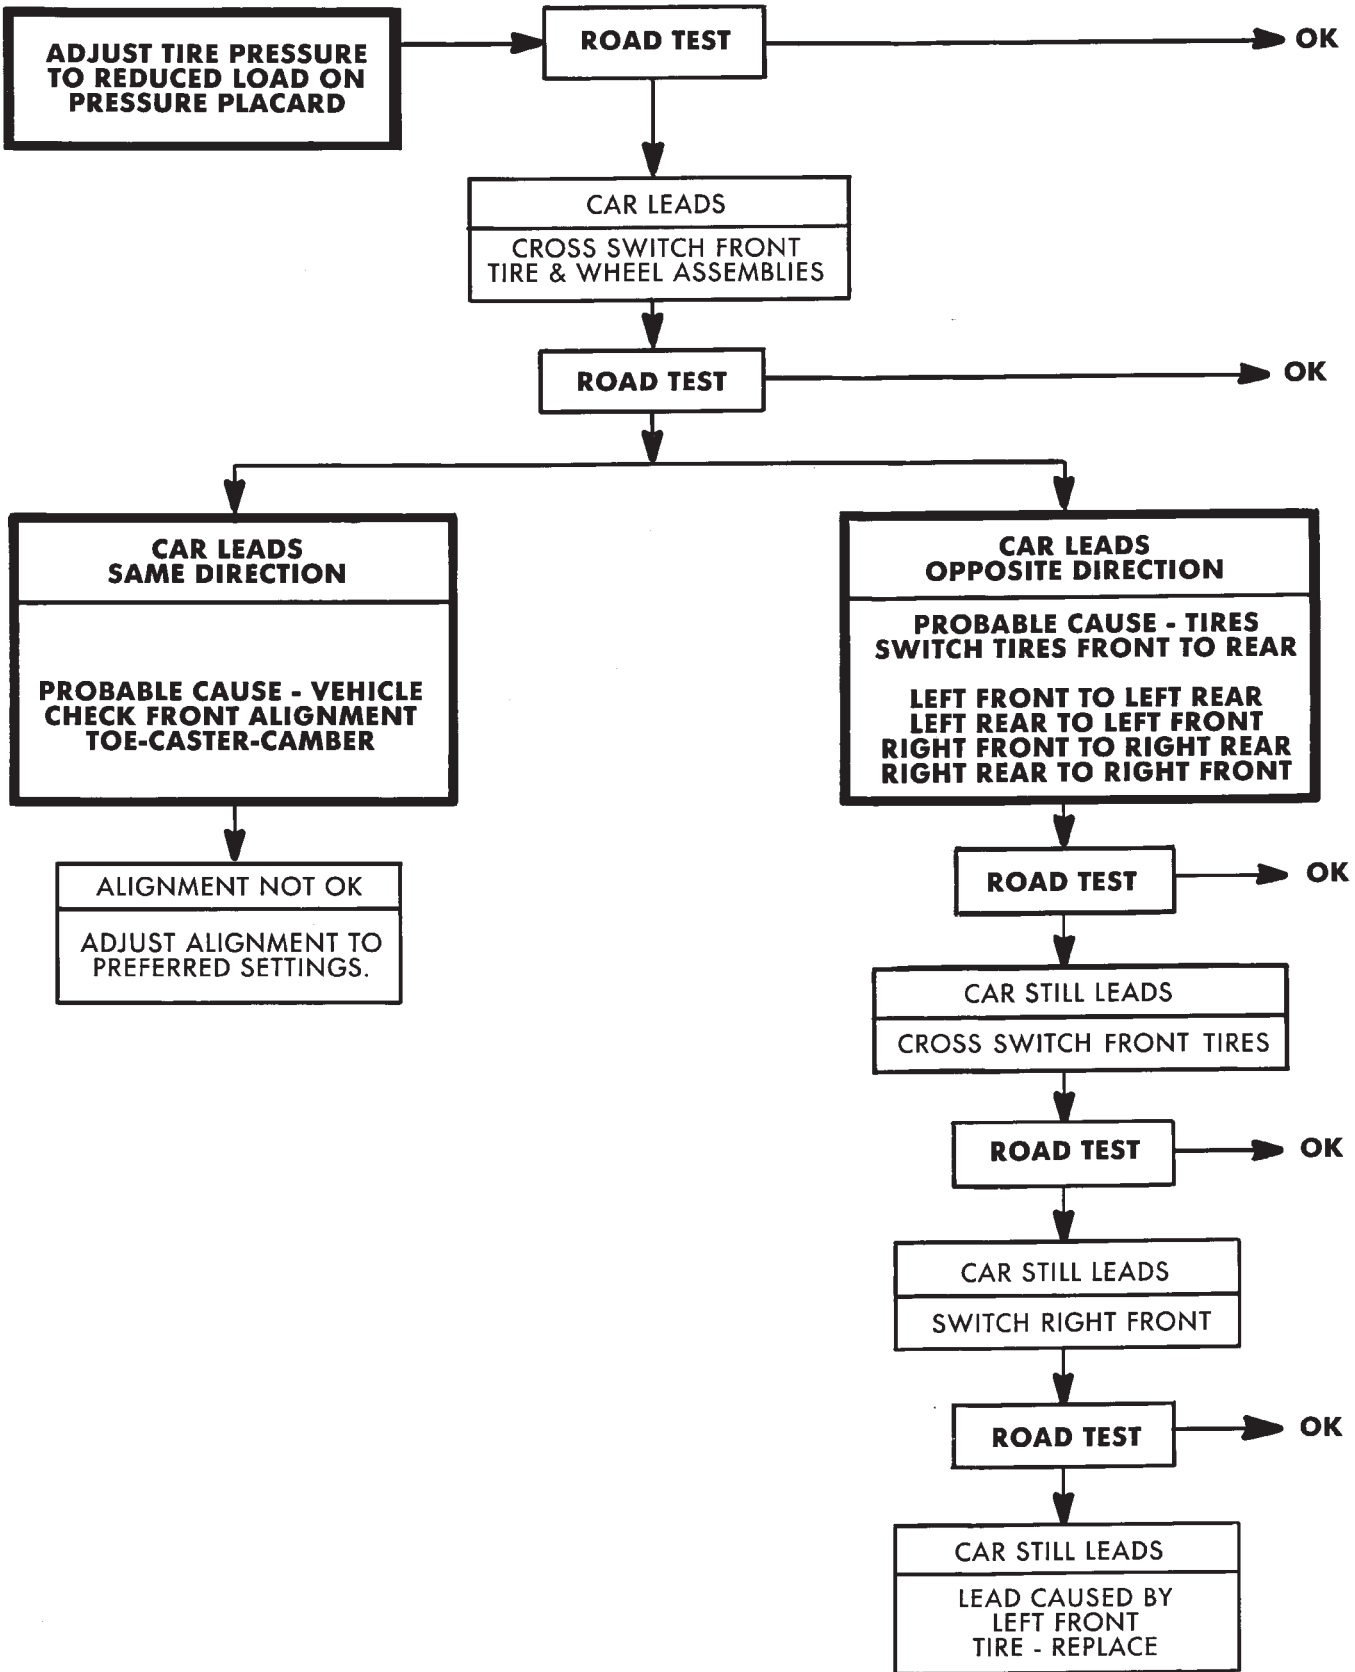 ADJUST TIRE PRESSURE
TO REDUCED LOAD ON
PRESSURE PLACARD
ROAD TEST
OK
CAR LEADS
CROSS SWITCH FRONT
TIRE & WHEEL ASSEMBLIES
ROAD TEST
OK
CAR LEADS
SAME DIRECTION
PROBABLE CAUSE - VEHICLE
CHECK FRONT ALIGNMENT
TOE-CASTER-CAMBER
ALIGNMENT NOT OK
ADJUST ALIGNMENT TO
PREFERRED SETTINGS.
CAR LEADS
OPPOSITE DIRECTION
PROBABLE CAUSE - TIRES
SWITCH TIRES FRONT TO REAR
LEFT FRONT TO LEFT REAR
LEFT REAR TO LEFT FRONT
RIGHT FRONT TO RIGHT REAR
RIGHT REAR TO RIGHT FRONT
ROAD TEST
OK
CAR STILL LEADS
CROSS SWITCH FRONT TIRES
ROAD TEST
OK
CAR STILL LEADS
SWITCH RIGHT FRONT
ROAD TEST
OK
CAR STILL LEADS
LEAD CAUSED BY
LEFT FRONT
TIRE - REPLACE